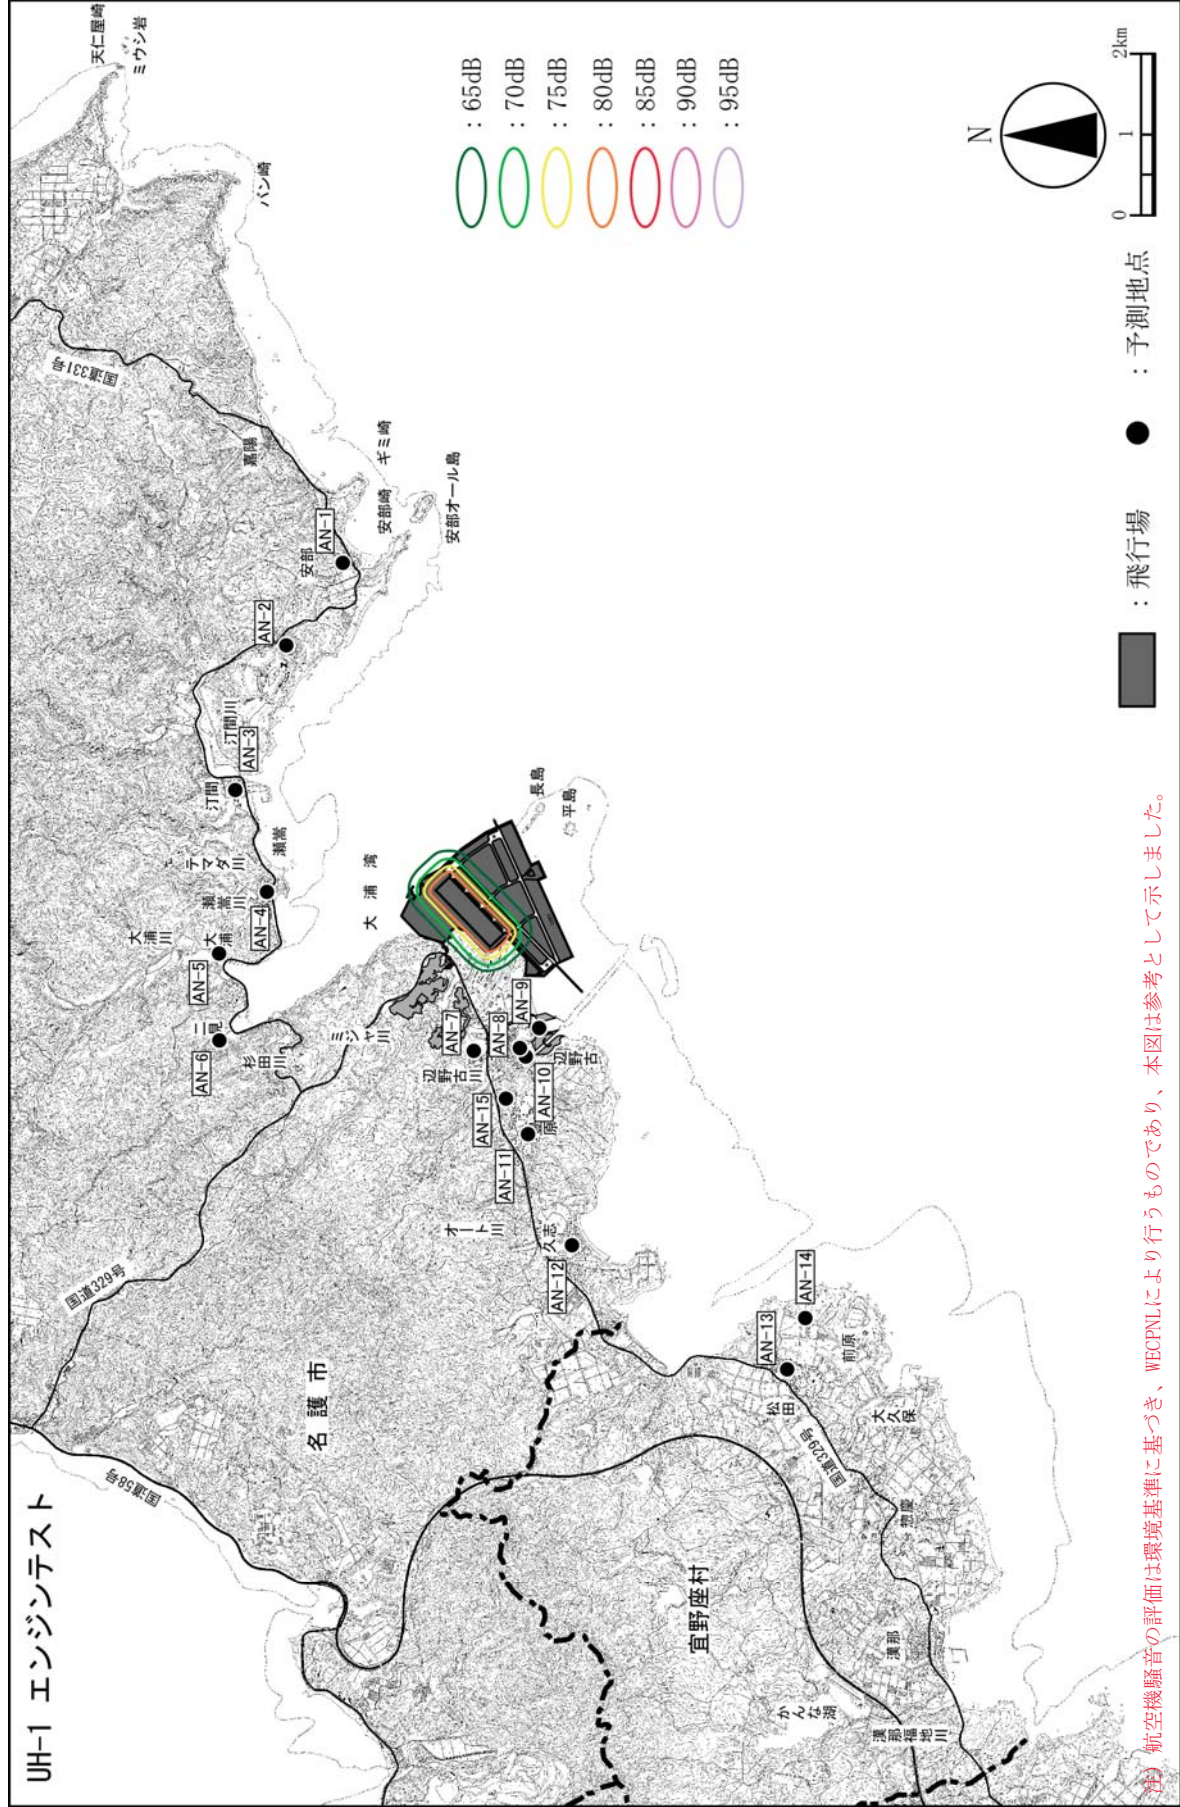 UH-1 エンジンテスト
天仁屋崎
ミウシ岩
バン崎
国道331号
嘉陽
ギミ崎
安部崎
安部オール島
安部
AN-1
AN-2
汀間川
AN-3
汀間
テマダ川
瀬嵩
瀬嵩川
AN-4
大浦川
大浦
AN-5
二見
AN-6
杉田川
ミジャ川
大浦湾
長島
平島
AN-7
辺野古川
AN-8
AN-9
辺野古
AN-10
AN-15
原
AN-11
オート川
久志
AN-12
国道329号
名護市
国道58号
AN-13
AN-14
前原
松田
大久保
国道329号
惣慶
宜野座村
漢那
かんな湖
漢那福地川
：65dB
：70dB
：75dB
：80dB
：85dB
：90dB
：95dB
N
0 1 2km
：飛行場
：予測地点
注）航空機騒音の評価は環境基準に基づき、WECPNLにより行うものであり、本図は参考として示しました。